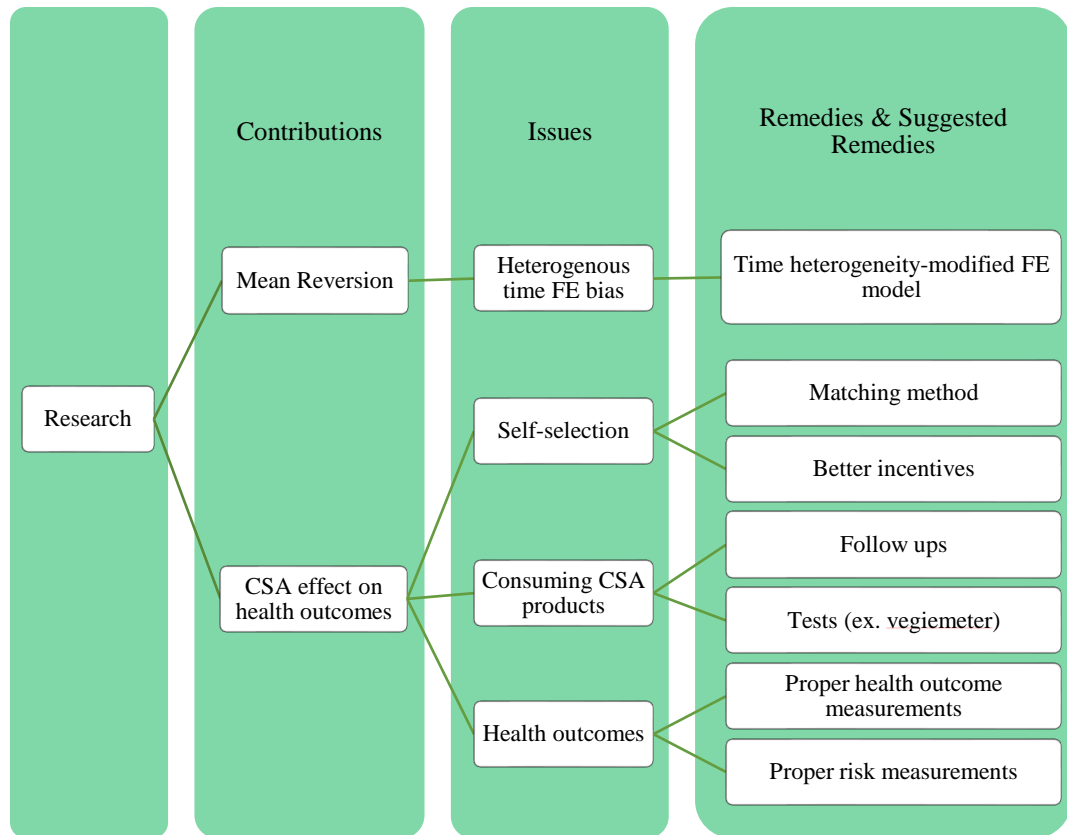 Contributions
Issues
Remedies & Suggested
Remedies
Research
Mean Reversion
Heterogenous
time FE bias
Time heterogeneity-modified FE
model
CSA effect on
health outcomes
Self-selection
Matching method
Better incentives
Consuming CSA
products
Follow ups
Tests (ex. vegiemeter)
Health outcomes
Proper health outcome
measurements
Proper risk measurements